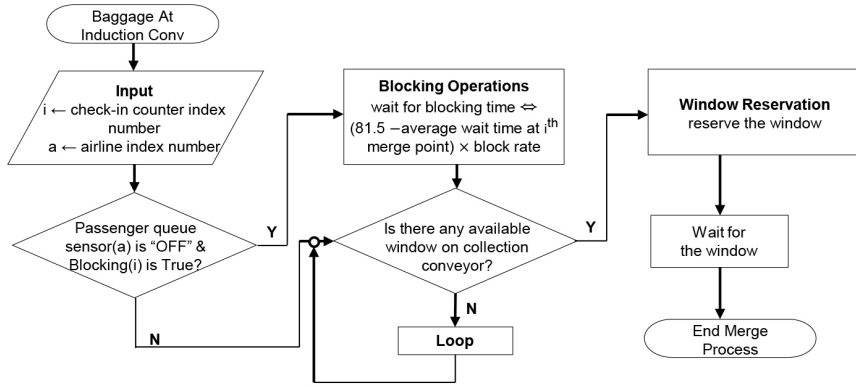 Baggage At
Induction Conv
Input
i ← check-in counter index
number
a ← airline index number
Passenger queue
sensor(a) is “OFF” &
Blocking(i) is True?
Y
N
Blocking Operations
wait for blocking time ⇔
(81.5 –average wait time at iᵗʰ
merge point) × block rate
Is there any available
window on collection
conveyor?
Y
N
Loop
Window Reservation
reserve the window
Wait for
the window
End Merge
Process